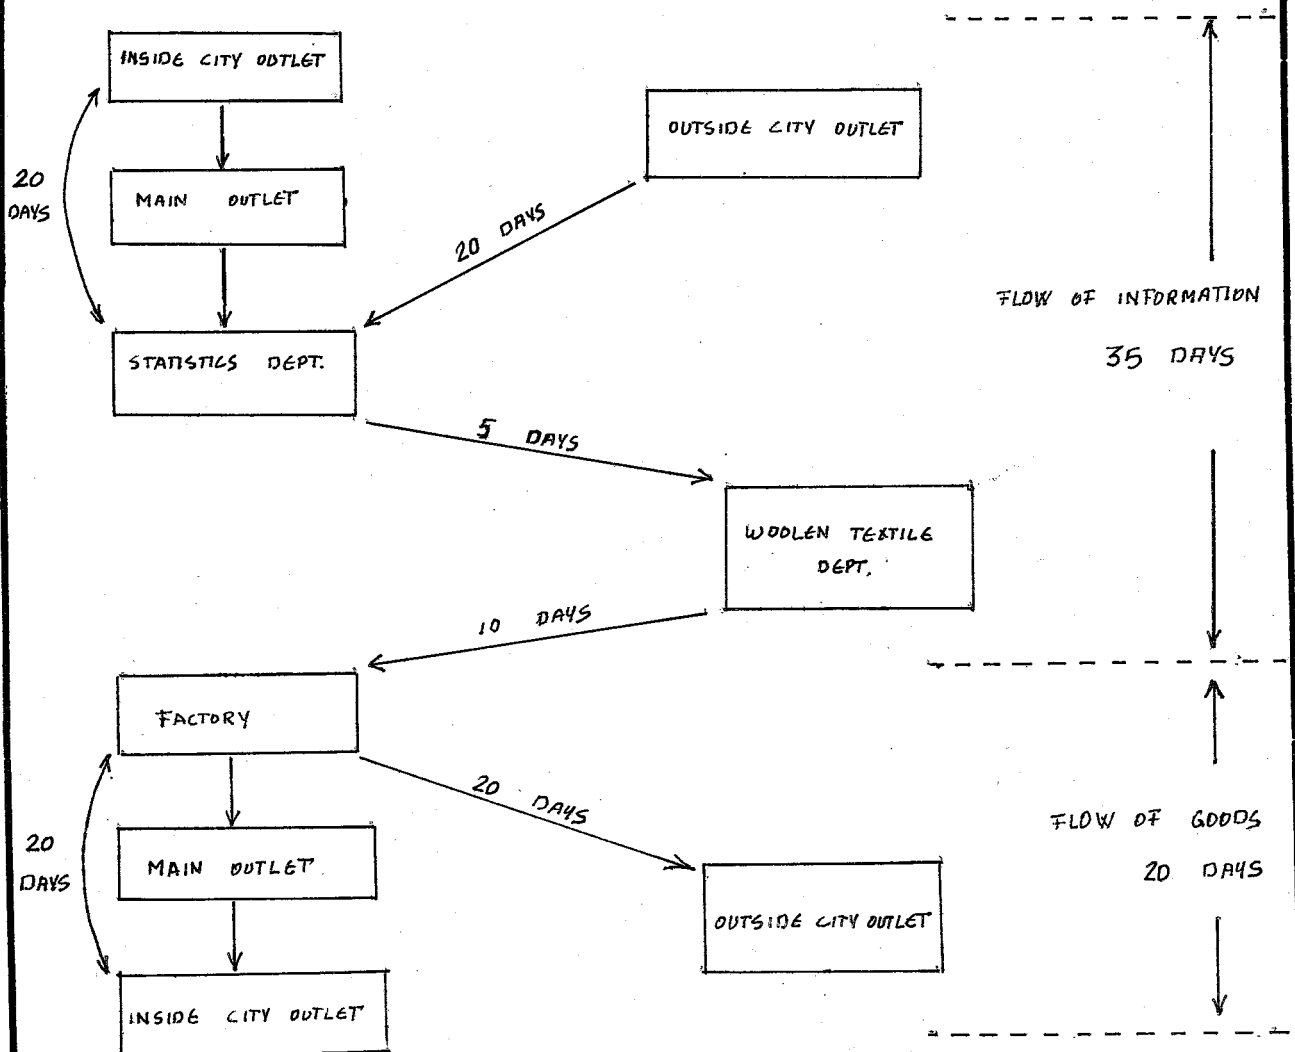 INSIDE CITY OUTLET
OUTSIDE CITY OUTLET
20
DAYS
MAIN OUTLET
20 DAYS
FLOW OF INFORMATION
35 DAYS
STATISTICS DEPT.
5 DAYS
WOOLEN TEXTILE
DEPT.
10 DAYS
FACTORY
20 DAYS
20
DAYS
MAIN OUTLET
FLOW OF GOODS
20 DAYS
OUTSIDE CITY OUTLET
INSIDE CITY OUTLET